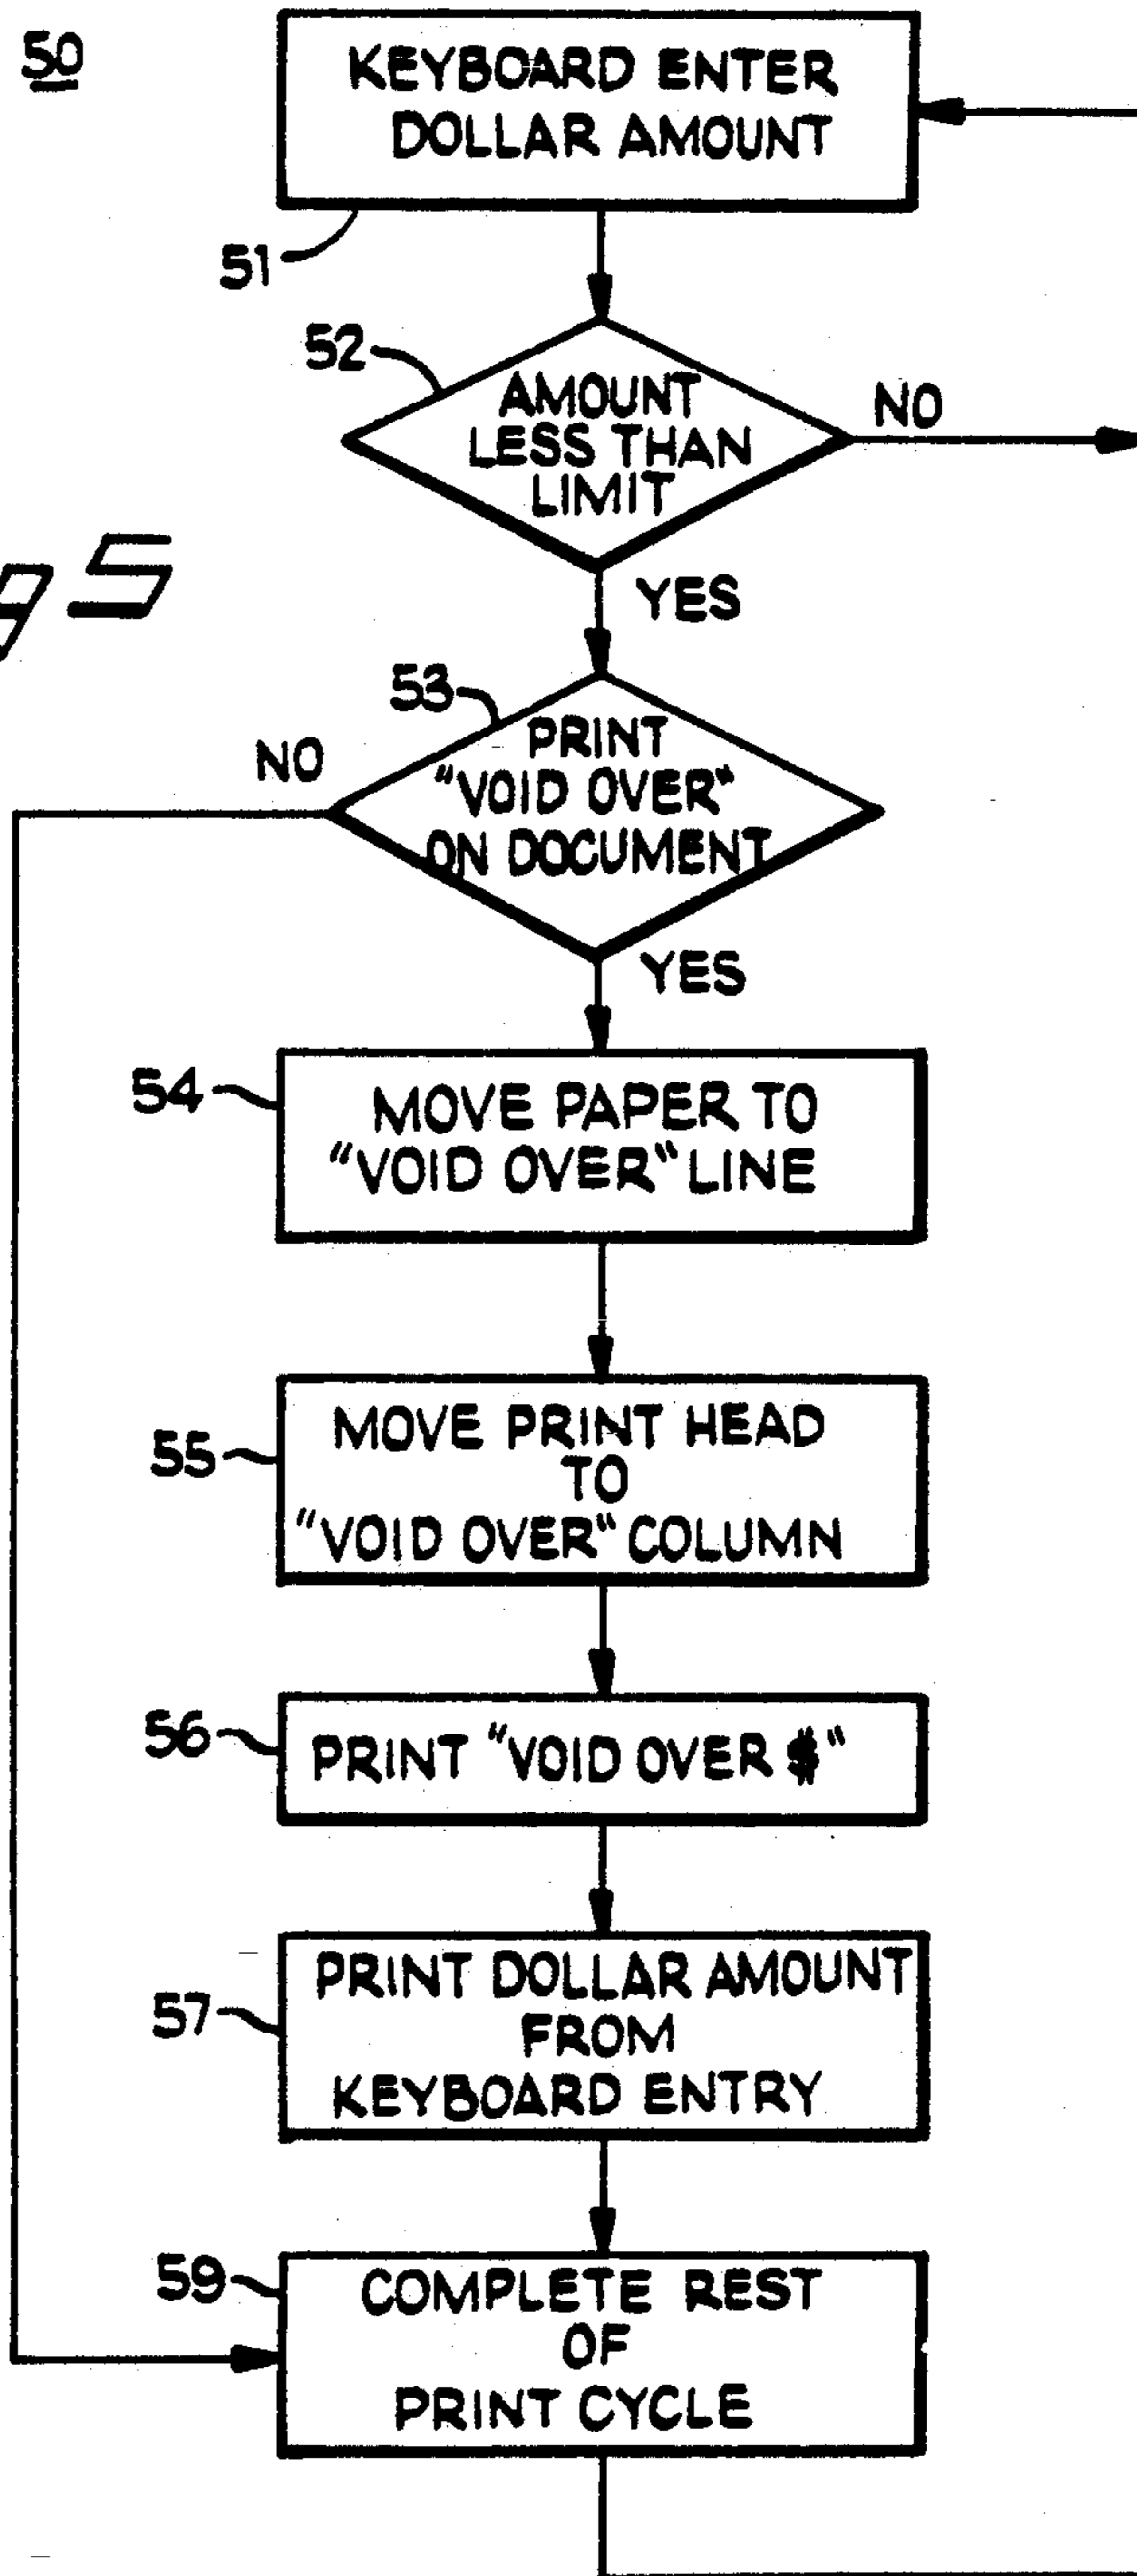 50
KEYBOARD ENTER
DOLLAR AMOUNT
51
52
AMOUNT
LESS THAN
LIMIT
NO
YES
g 5
53
NO
PRINT
"VOID OVER"
ON DOCUMENT
YES
54
MOVE PAPER TO
"VOID OVER" LINE
55
MOVE PRINT HEAD
TO
"VOID OVER" COLUMN
56
PRINT "VOID OVER $"
57
PRINT DOLLAR AMOUNT
FROM
KEYBOARD ENTRY
59
COMPLETE REST
OF
PRINT CYCLE